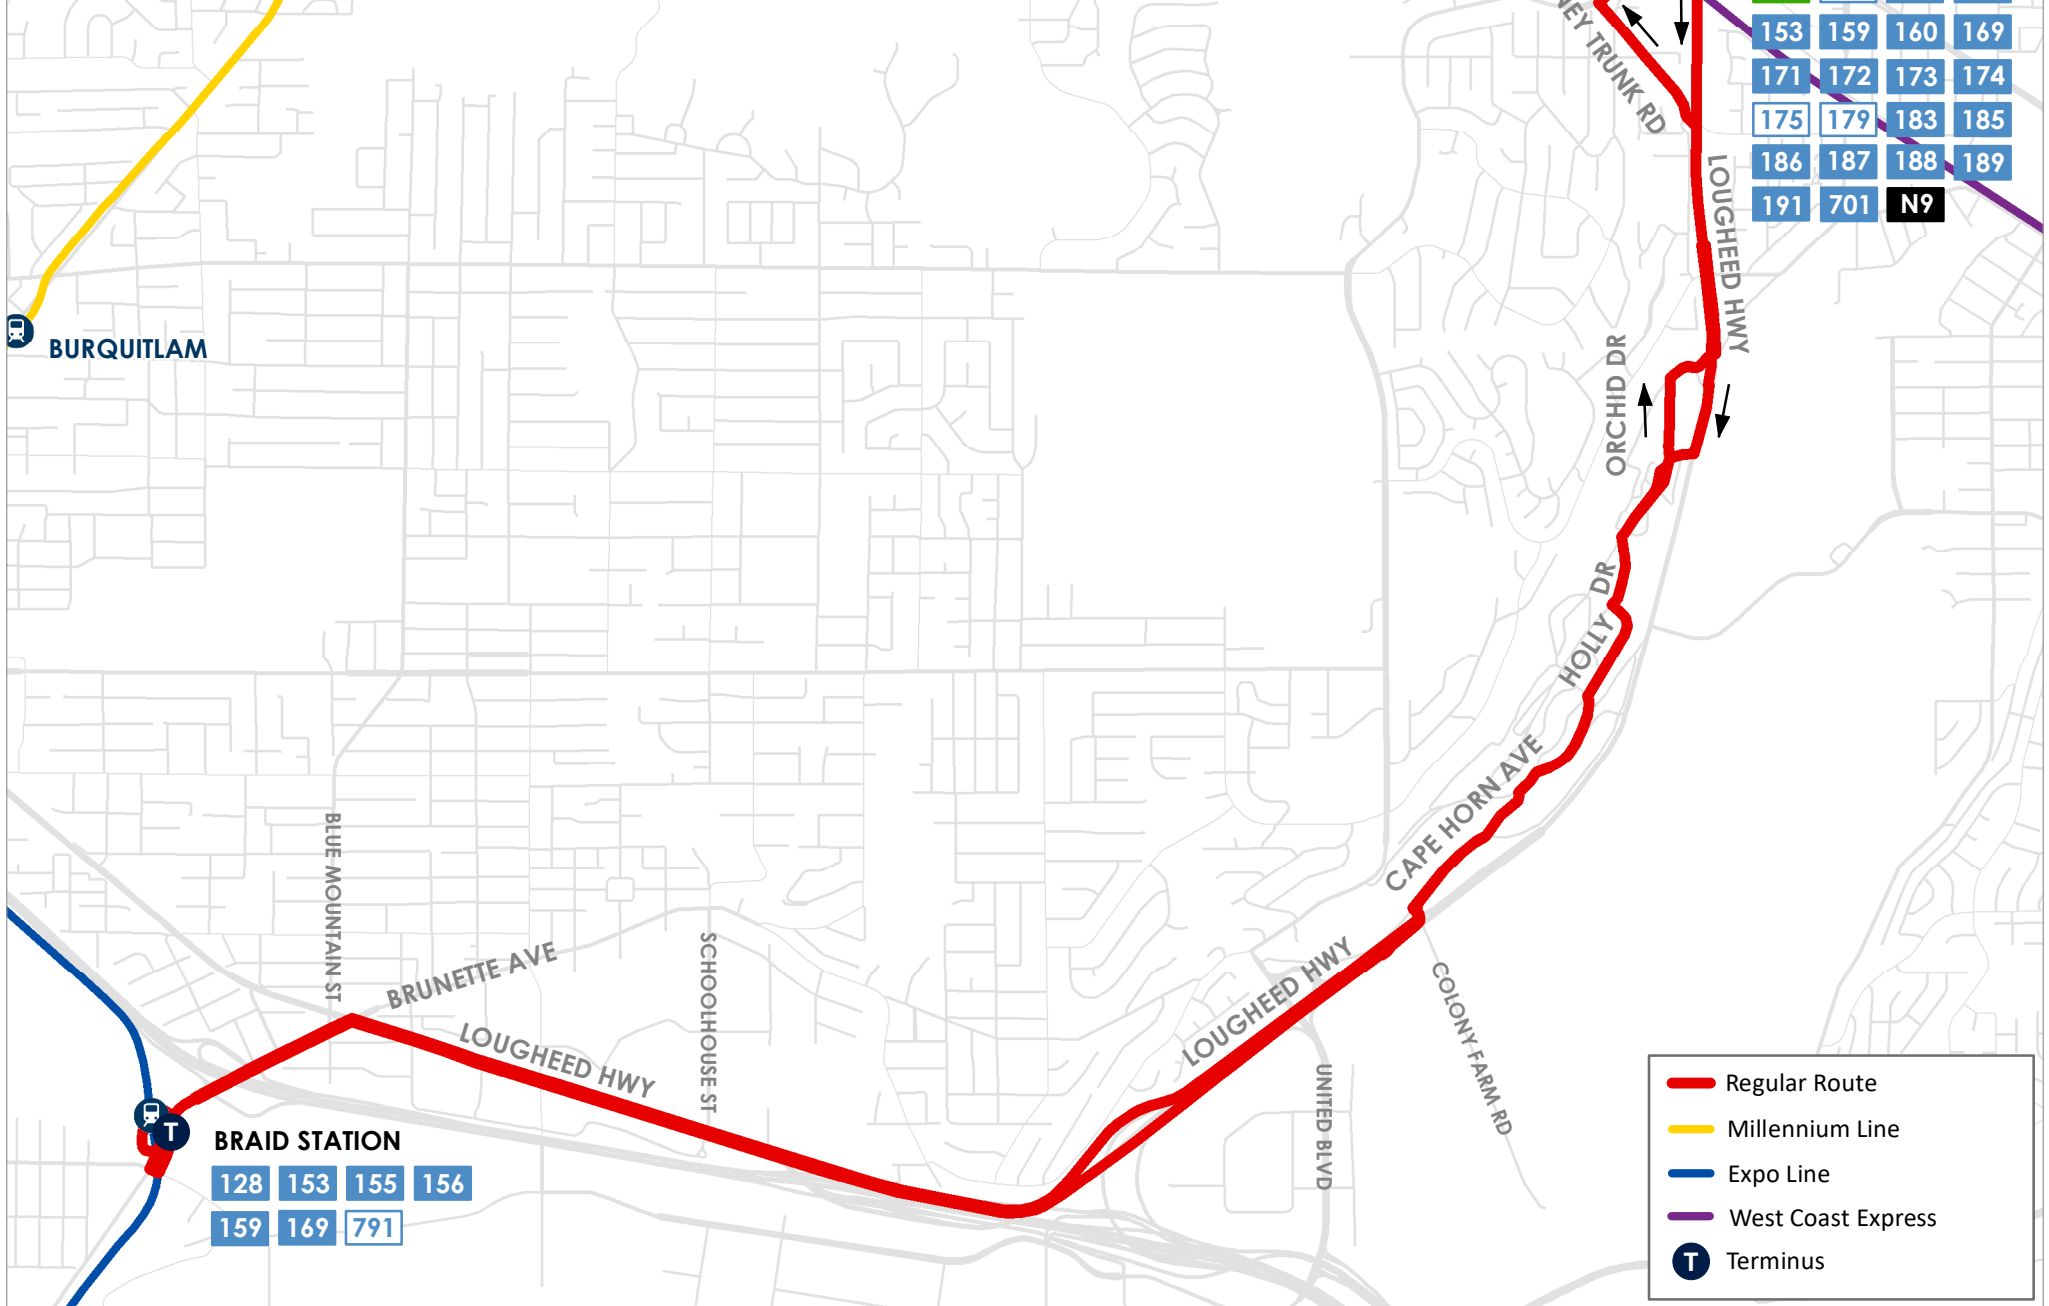 153 159 160 169
171 172 173 174
175 179 183 185
186 187 188 189
191 701 N9
TRUNK RD
LOUGHEED HWY
BURQUITLAM
ORCHID DR
HOLLY DR
CAPE HORN AVE
BLUE MOUNTAIN ST
BRUNETTE AVE
SCHOOLHOUSE ST
LOUGHEED HWY
LOUGHEED HWY
COLONY FARM RD
UNITED BLVD
BRAID STATION
T
128 153 155 156
159 169 791
Regular Route
Millennium Line
Expo Line
West Coast Express
T Terminus